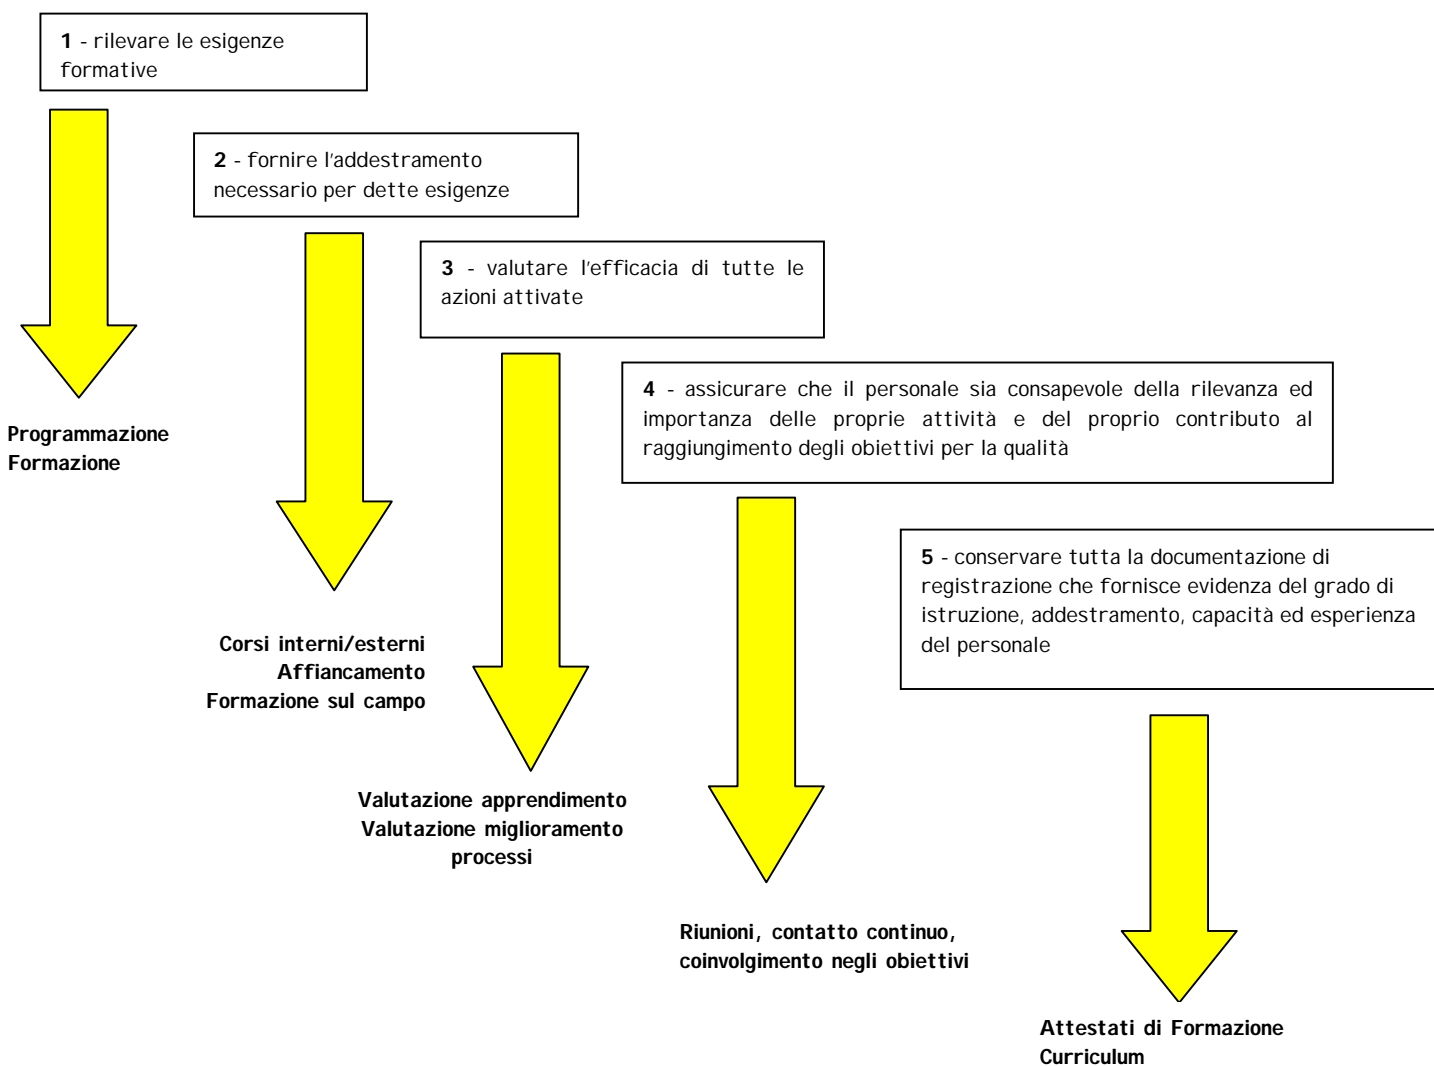 1 - rilevare le esigenze
formative
2 - fornire l'addestramento
necessario per dette esigenze
3 - valutare l'efficacia di tutte le
azioni attivate
4 - assicurare che il personale sia consapevole della rilevanza ed
importanza delle proprie attività e del proprio contributo al
raggiungimento degli obiettivi per la qualità
Programmazione
Formazione
5 - conservare tutta la documentazione di
registrazione che fornisce evidenza del grado di
istruzione, addestramento, capacità ed esperienza
del personale
Corsi interni/esterni
Affiancamento
Formazione sul campo
Valutazione apprendimento
Valutazione miglioramento
processi
Riunioni, contatto continuo,
coinvolgimento negli obiettivi
Attestati di Formazione
Curriculum